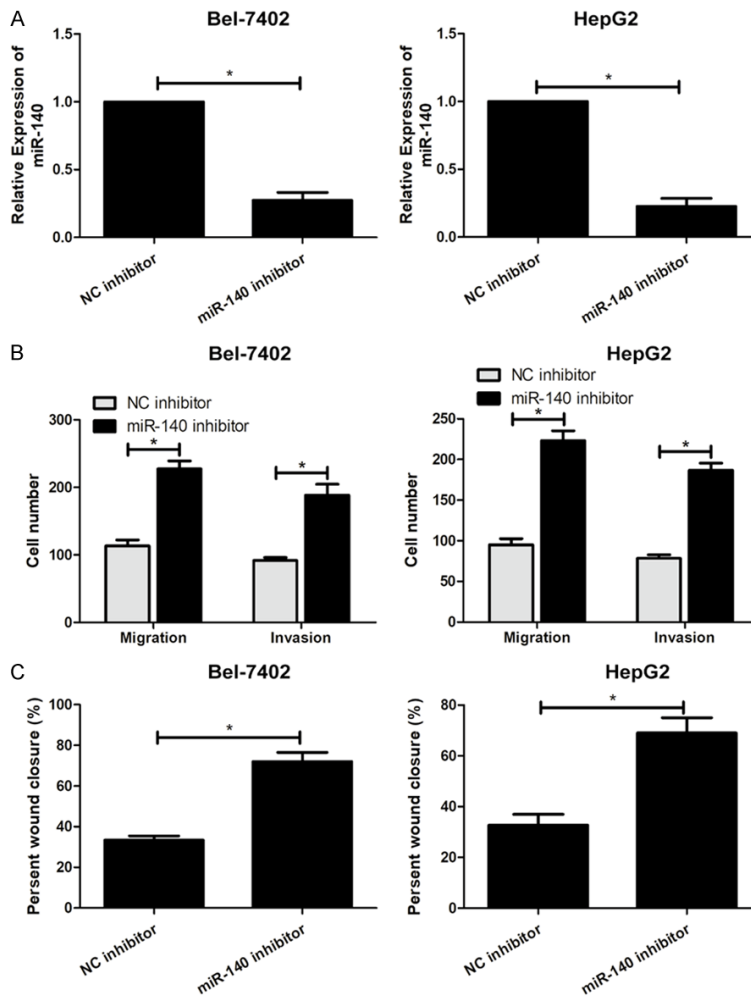 A
Bel-7402
Relative Expression of
miR-140
1.5
1.0
0.5
0.0
*
NC inhibitor
miR-140 inhibitor
HepG2
Relative Expression of
miR-140
1.5
1.0
0.5
0.0
*
NC inhibitor
miR-140 inhibitor
B
Bel-7402
NC inhibitor
miR-140 inhibitor
Cell number
300
200
100
0
*
*
Migration
Invasion
HepG2
NC inhibitor
miR-140 inhibitor
Cell number
250
200
150
100
50
0
*
*
Migration
Invasion
C
Bel-7402
Persent wound closure (%)
100
80
60
40
20
0
*
NC inhibitor
miR-140 inhibitor
HepG2
Persent wound closure (%)
80
60
40
20
0
*
NC inhibitor
miR-140 inhibitor